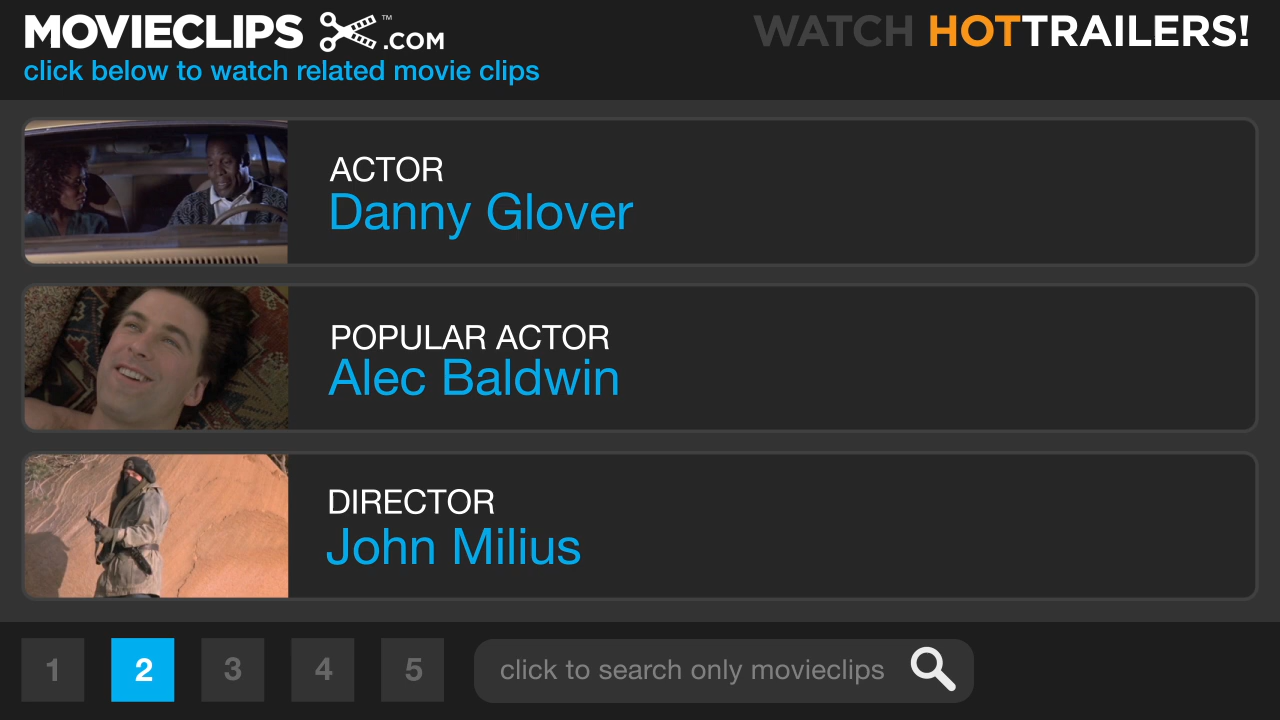 MOVIECLIPS ™ .COM
WATCH HOTTRAILERS!
click below to watch related movie clips
ACTOR
Danny Glover
POPULAR ACTOR
Alec Baldwin
DIRECTOR
John Milius
1 2 3 4 5 click to search only movieclips